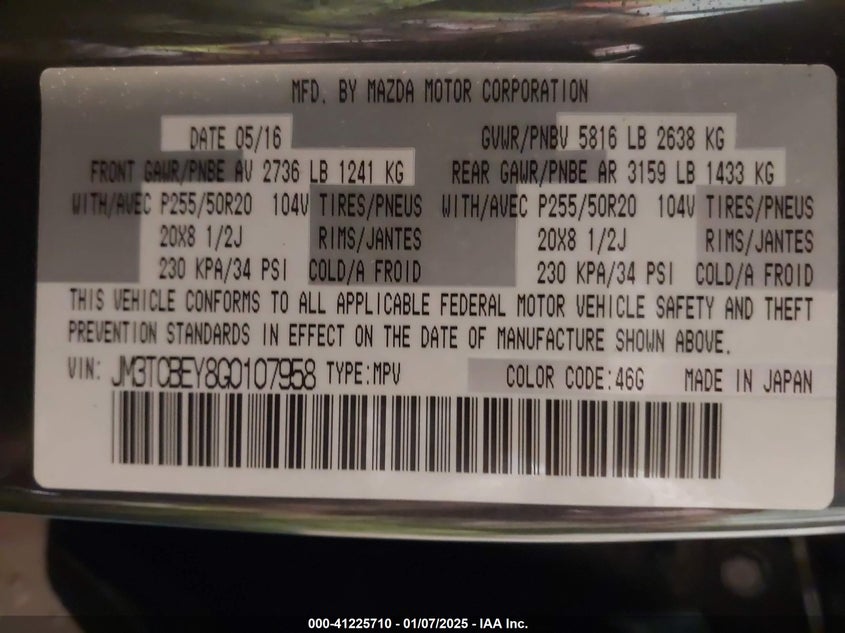 MFD. BY MAZDA MOTOR CORPORATION
DATE 05/16 GVWR/PNBV 5816 LB 2638 KG
FRONT GAWR/PNBE AV 2736 LB 1241 KG REAR GAWR/PNBE AR 3159 LB 1433 KG
WITH/AVEC P255/50R20 104V TIRES/PNEUS WITH/AVEC P255/50R20 104V TIRES/PNEUS
20X8 1/2J RIMS/JANTES 20X8 1/2J RIMS/JANTES
230 KPA/34 PSI COLD/A FROID 230 KPA/34 PSI COLD/A FROID
THIS VEHICLE CONFORMS TO ALL APPLICABLE FEDERAL MOTOR VEHICLE SAFETY AND THEFT
PREVENTION STANDARDS IN EFFECT ON THE DATE OF MANUFACTURE SHOWN ABOVE.
VIN: JM3TCBEY8G0107958 TYPE:MPV COLOR CODE:46G MADE IN JAPAN
000-41225710 - 01/07/2025 - IAA Inc.